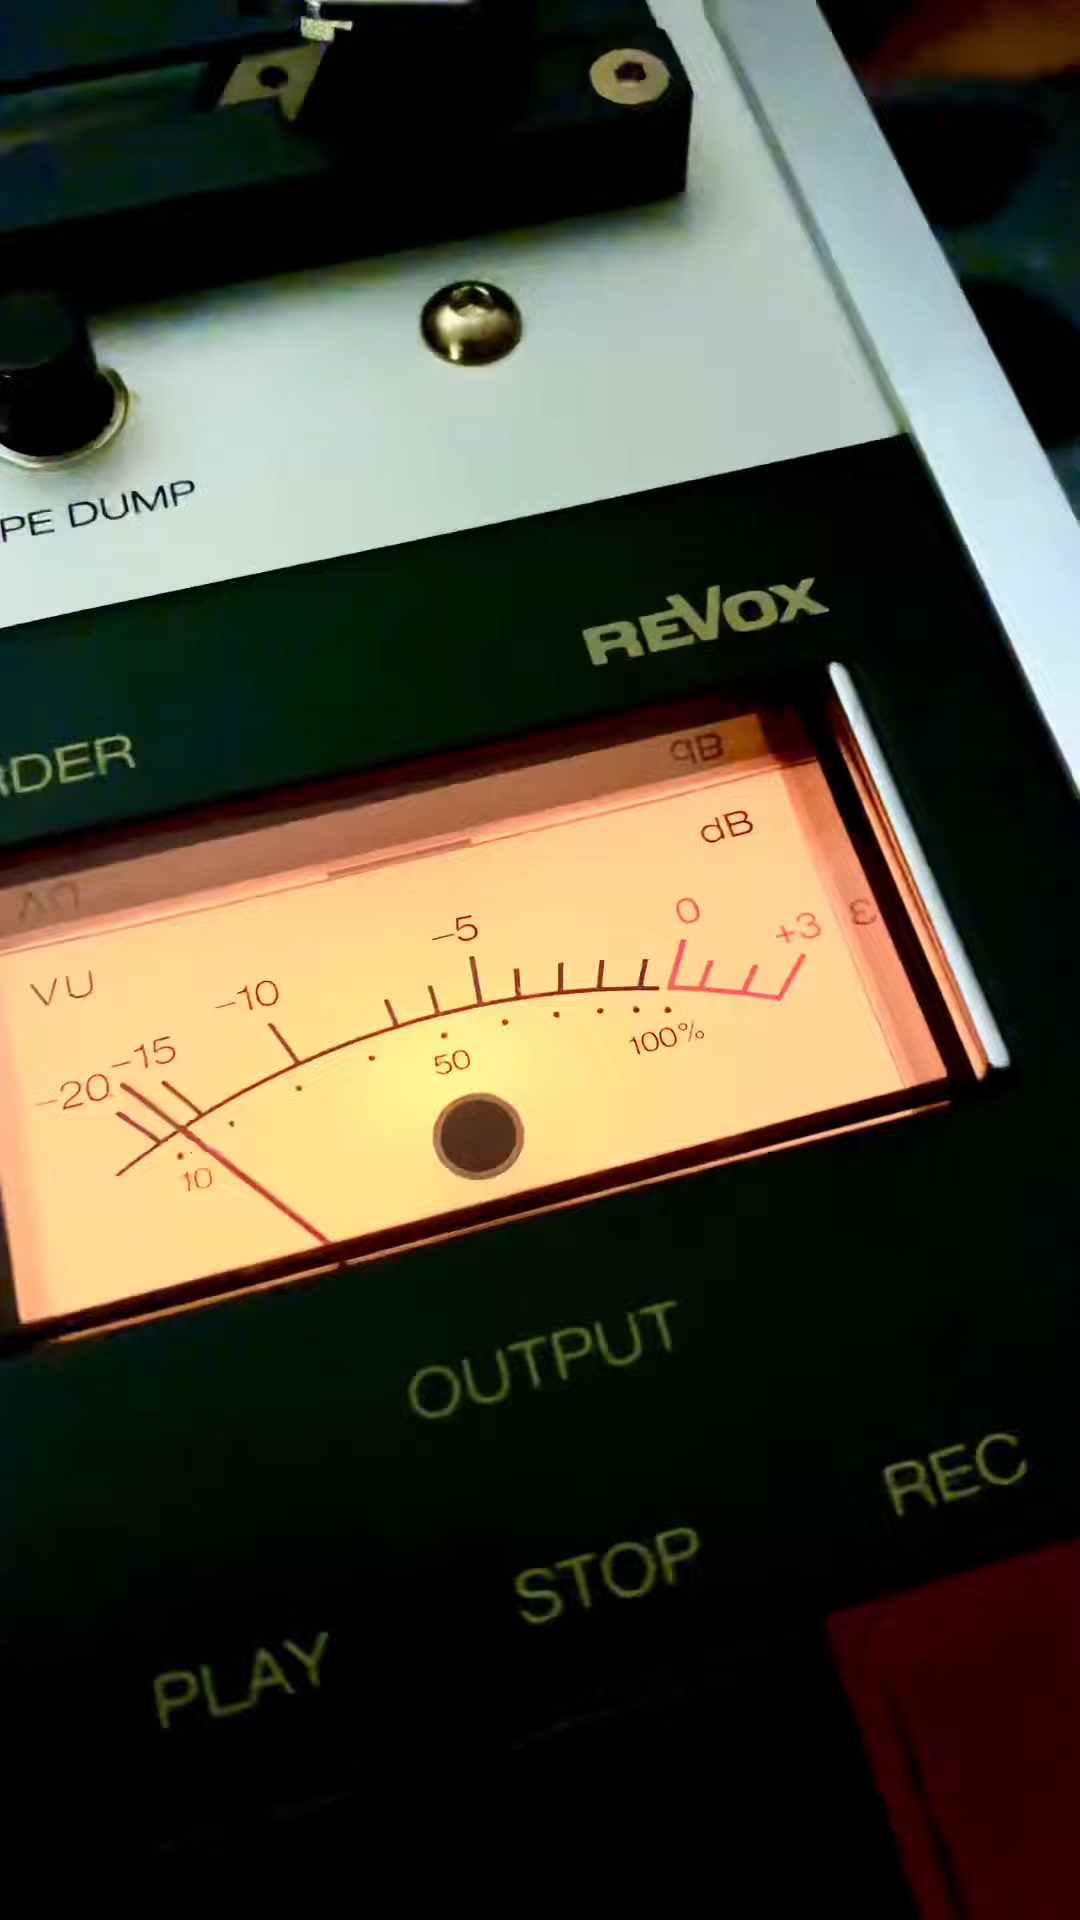 PE DUMP
REVOX
RDER
dB
VU
-20 -15 -10 -5 0 +3
10 50 100%
OUTPUT
PLAY STOP REC